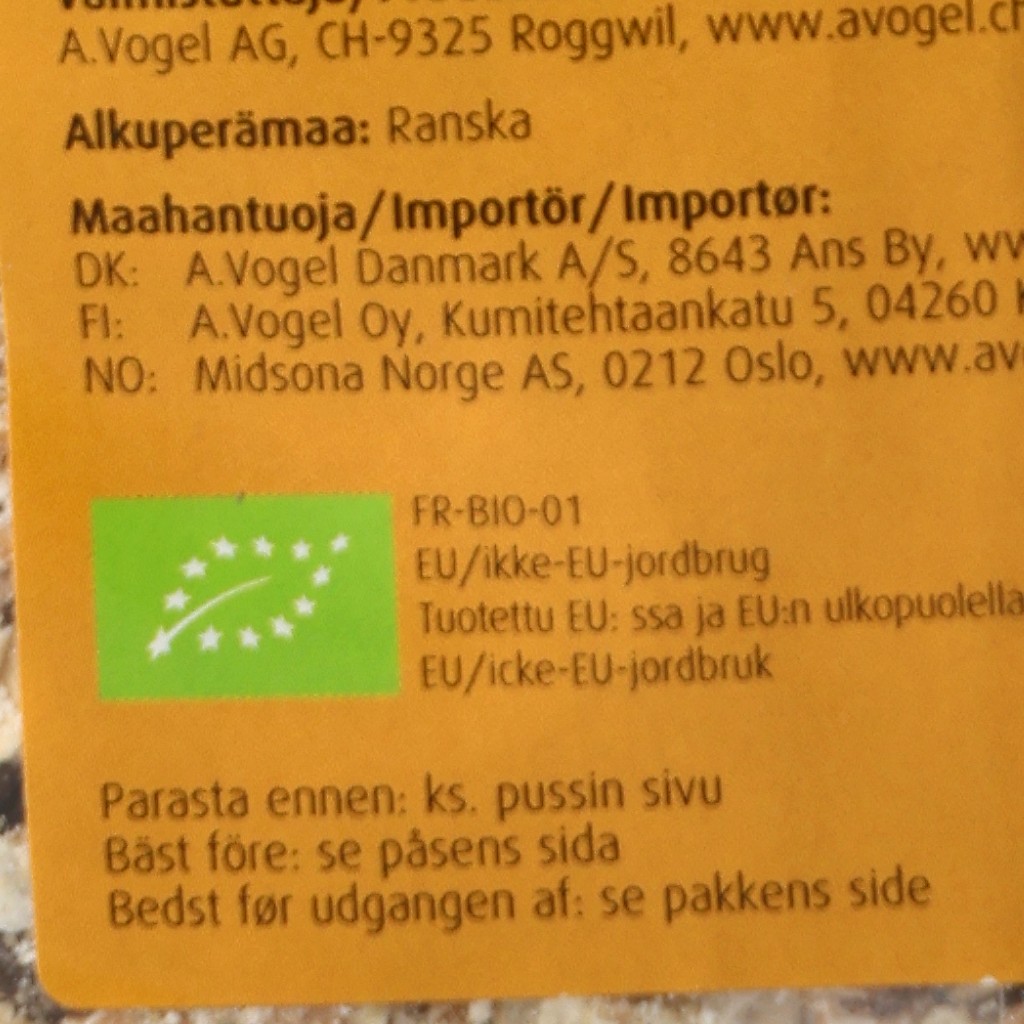 A.Vogel AG, CH-9325 Roggwil, www.avogel.ch
Alkuperämaa: Ranska
Maahantuoja/Importör/Importør:
DK: A.Vogel Danmark A/S, 8643 Ans By,
FI: A.Vogel Oy, Kumitehtaankatu 5, 04260
NO: Midsona Norge AS, 0212 Oslo, www.av
FR-BIO-01
EU/ikke-EU-jordbrug
Tuotettu EU: ssa ja EU:n ulkopuolella
EU/icke-EU-jordbruk
Parasta ennen: ks. pussin sivu
Bäst före: se påsens sida
Bedst før udgangen af: se pakkens side